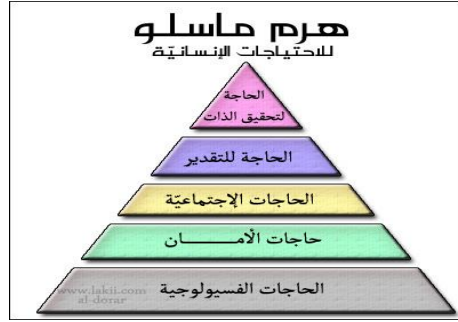 هرم ماسلو
للاحتياجات الإنسانيّة
الحاجة
لتحقيق الذات
الحاجة للتقدير
الحاجات الإجتماعيّة
حاجات الأمــــــــان
الحاجات الفسيولوجية
www.lakii.com
al-dorar